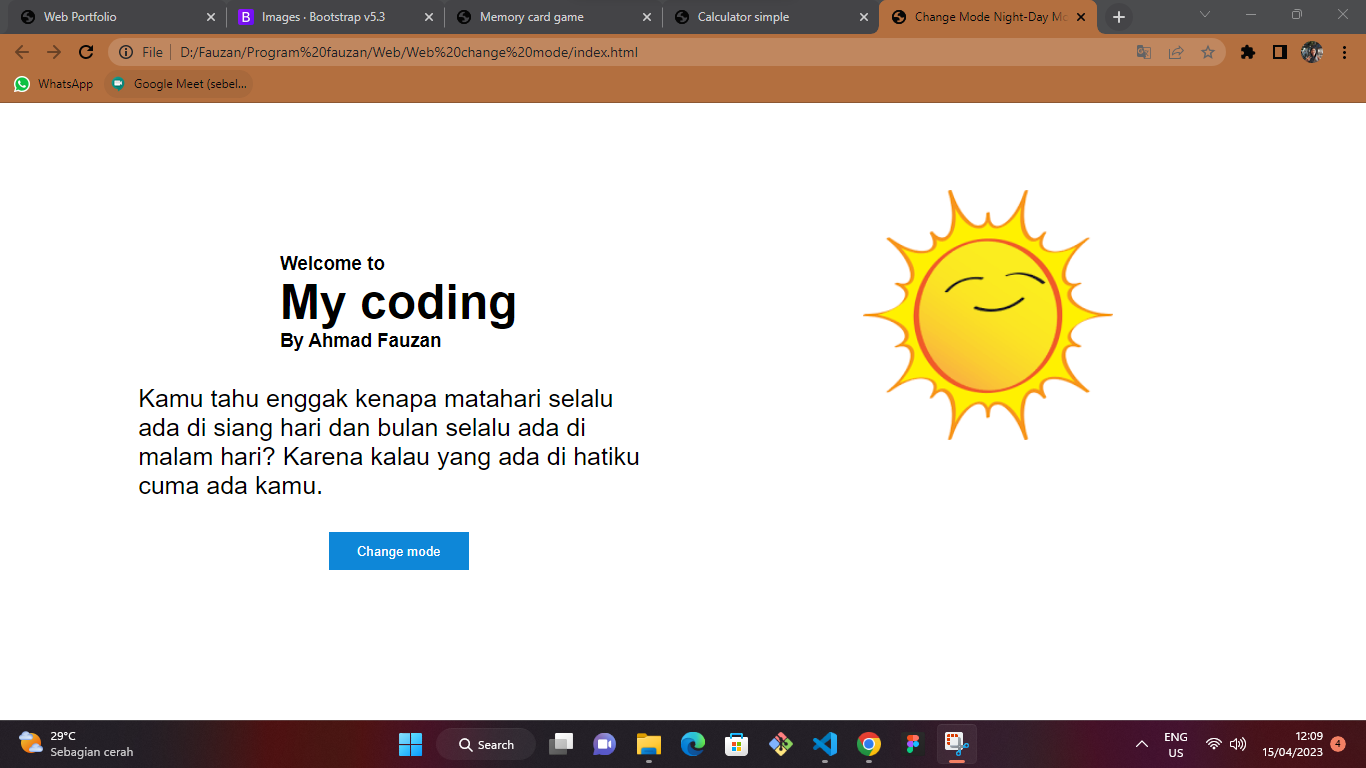 Web Portfolio
Images · Bootstrap v5.3
Memory card game
Calculator simple
Change Mode Night-Day Mo
File
D:/Fauzan/Program%20fauzan/Web/Web%20change%20mode/index.html
WhatsApp
Google Meet (sebel...
Welcome to
My coding
By Ahmad Fauzan
Kamu tahu enggak kenapa matahari selalu
ada di siang hari dan bulan selalu ada di
malam hari? Karena kalau yang ada di hatiku
cuma ada kamu.
Change mode
29°C
Sebagian cerah
Search
ENG
US
12:09
15/04/2023
4